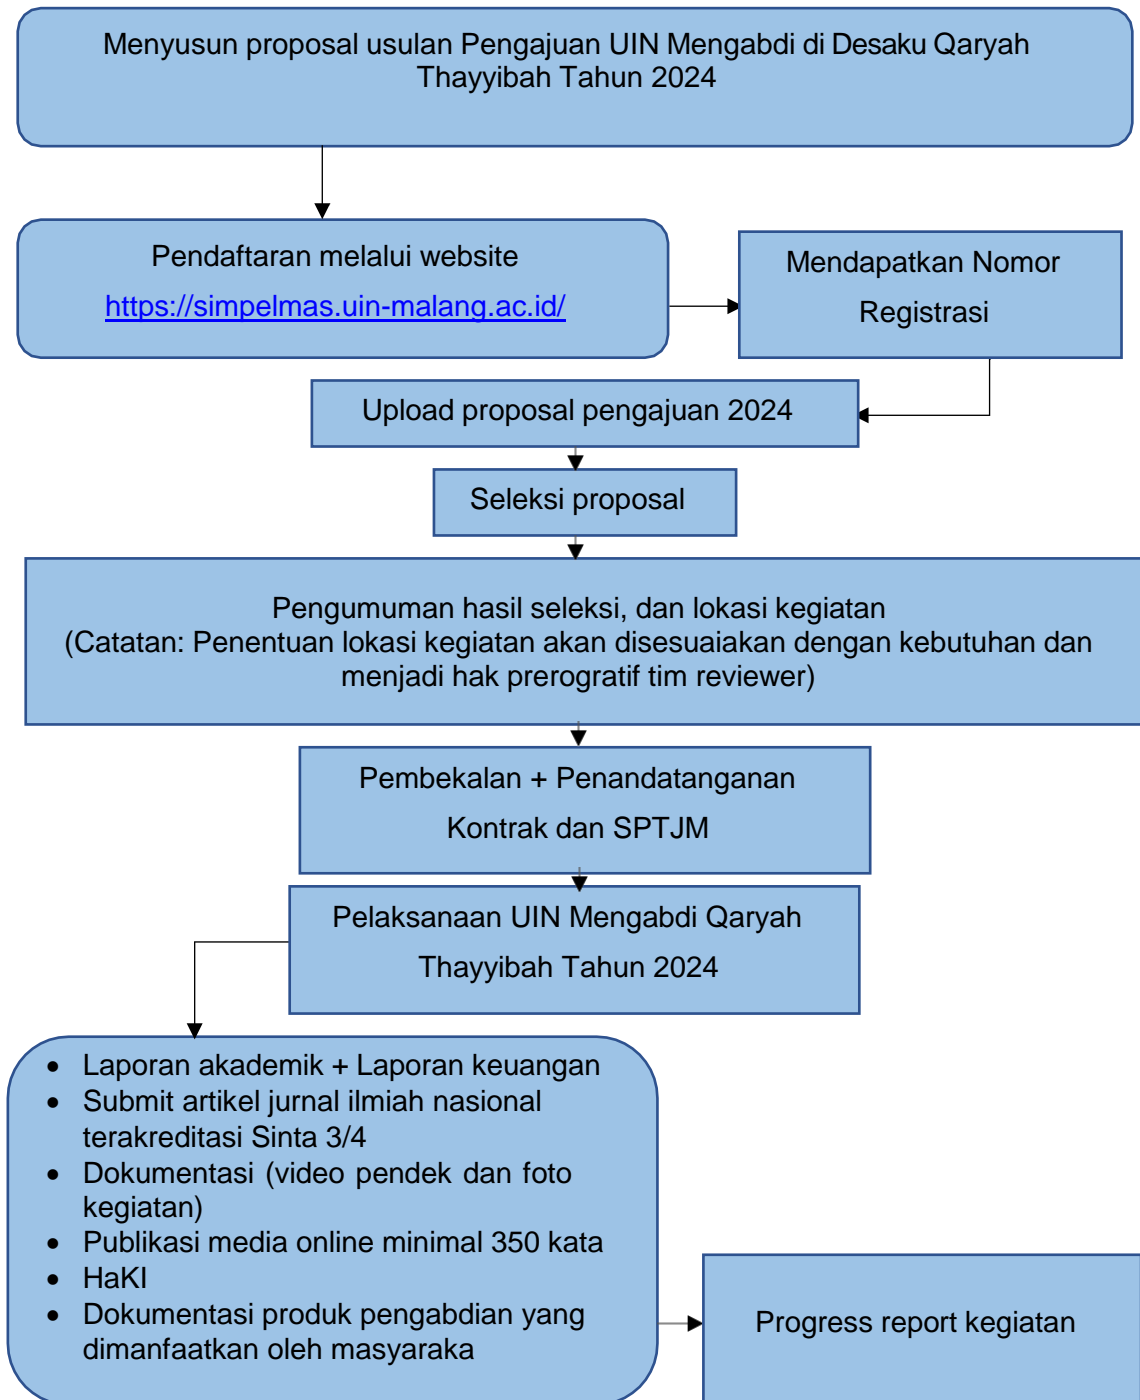 Menyusun proposal usulan Pengajuan UIN Mengabdi di Desaku Qaryah
Thayyibah Tahun 2024
Pendaftaran melalui website
https://simpelmas.uin-malang.ac.id/
Mendapatkan Nomor
Registrasi
Upload proposal pengajuan 2024
Seleksi proposal
Pengumuman hasil seleksi, dan lokasi kegiatan
(Catatan: Penentuan lokasi kegiatan akan disesuaiakan dengan kebutuhan dan
menjadi hak prerogratif tim reviewer)
Pembekalan + Penandatanganan
Kontrak dan SPTJM
Pelaksanaan UIN Mengabdi Qaryah
Thayyibah Tahun 2024
• Laporan akademik + Laporan keuangan
• Submit artikel jurnal ilmiah nasional
terakreditasi Sinta 3/4
• Dokumentasi (video pendek dan foto
kegiatan)
• Publikasi media online minimal 350 kata
• HaKI
• Dokumentasi produk pengabdian yang
dimanfaatkan oleh masyaraka
Progress report kegiatan